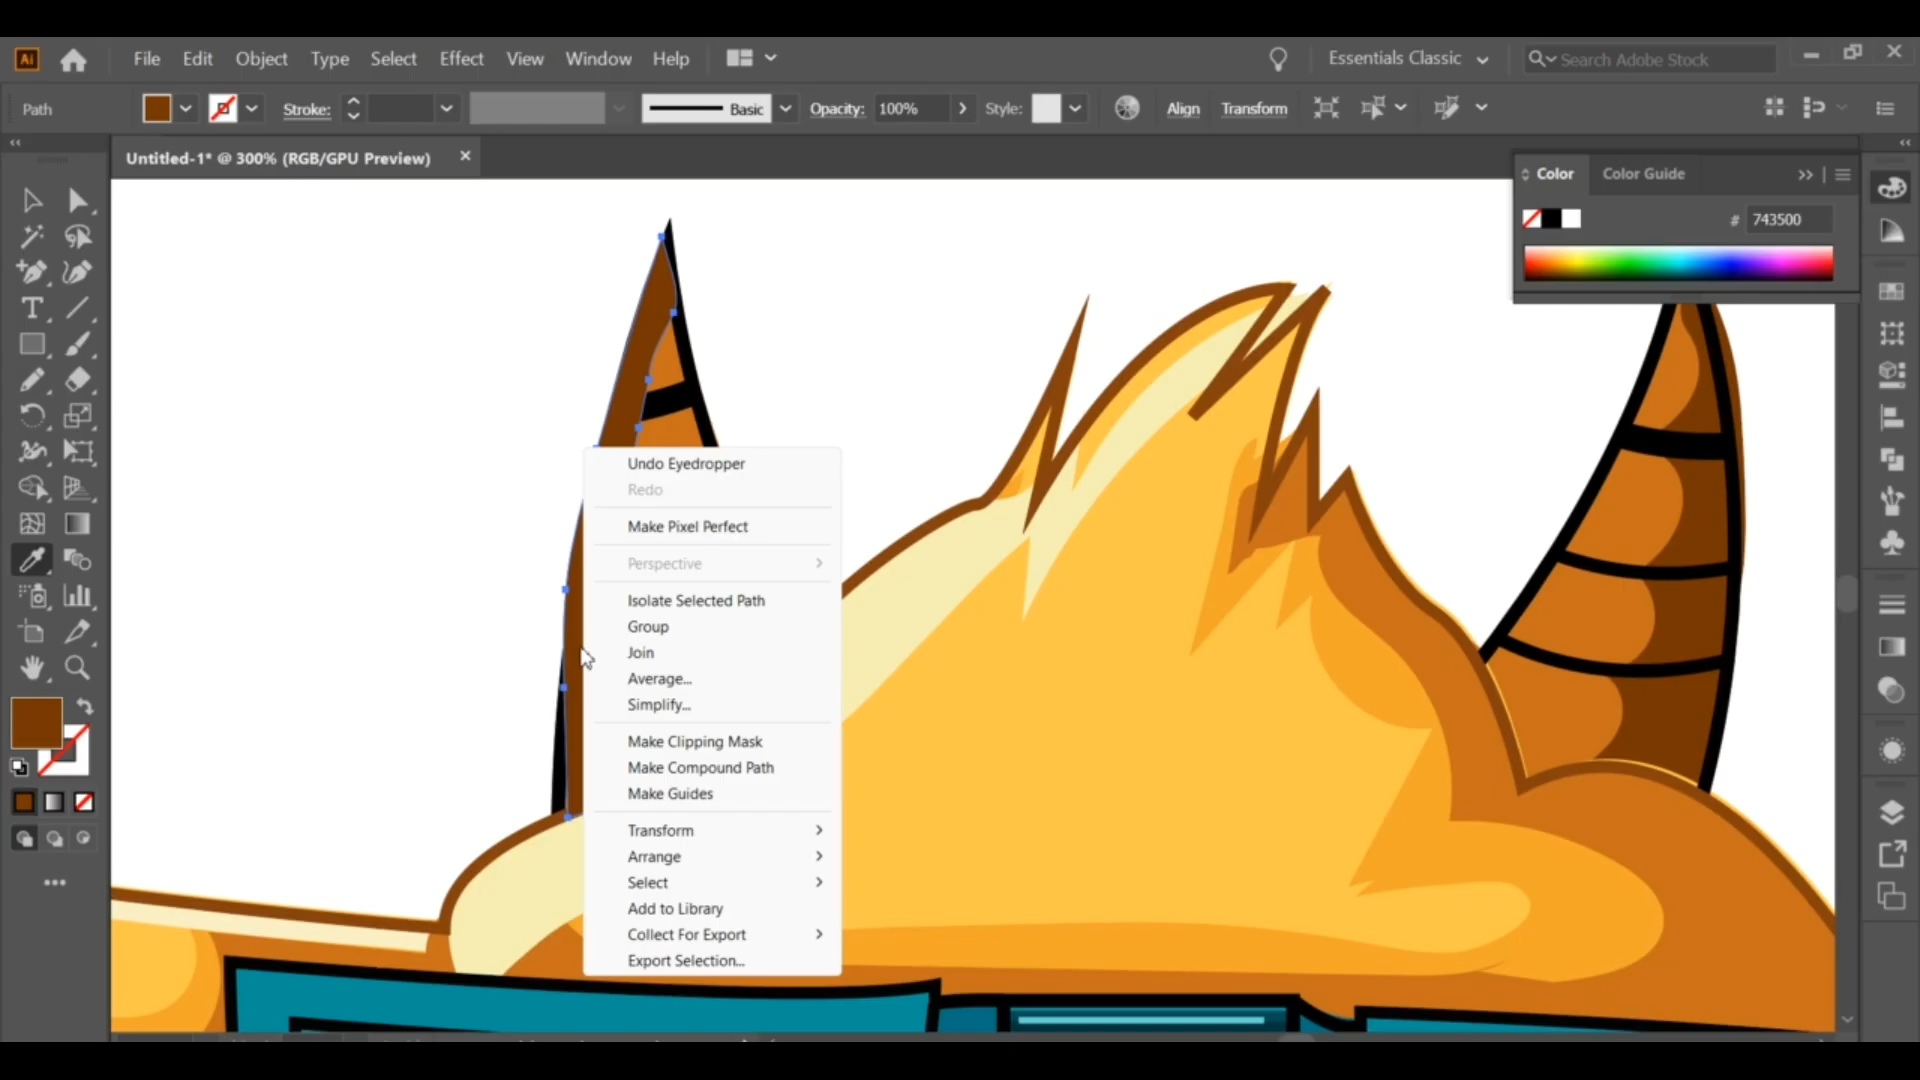 Ai File Edit Object Type Select Effect View Window Help Essentials Classic Search Adobe Stock
Path Stroke: Basic Opacity: 100% Style: Align Transform
Untitled-1* @ 300% (RGB/GPU Preview)
Color Color Guide
# 743500
Undo Eyedropper
Redo
Make Pixel Perfect
Perspective
Isolate Selected Path
Group
Join
Average...
Simplify...
Make Clipping Mask
Make Compound Path
Make Guides
Transform
Arrange
Select
Add to Library
Collect For Export
Export Selection...